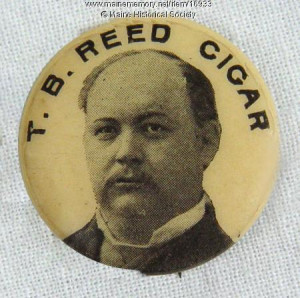 www.mainememory.net/item/16933
© Maine Historical Society
T. B. REED CIGAR